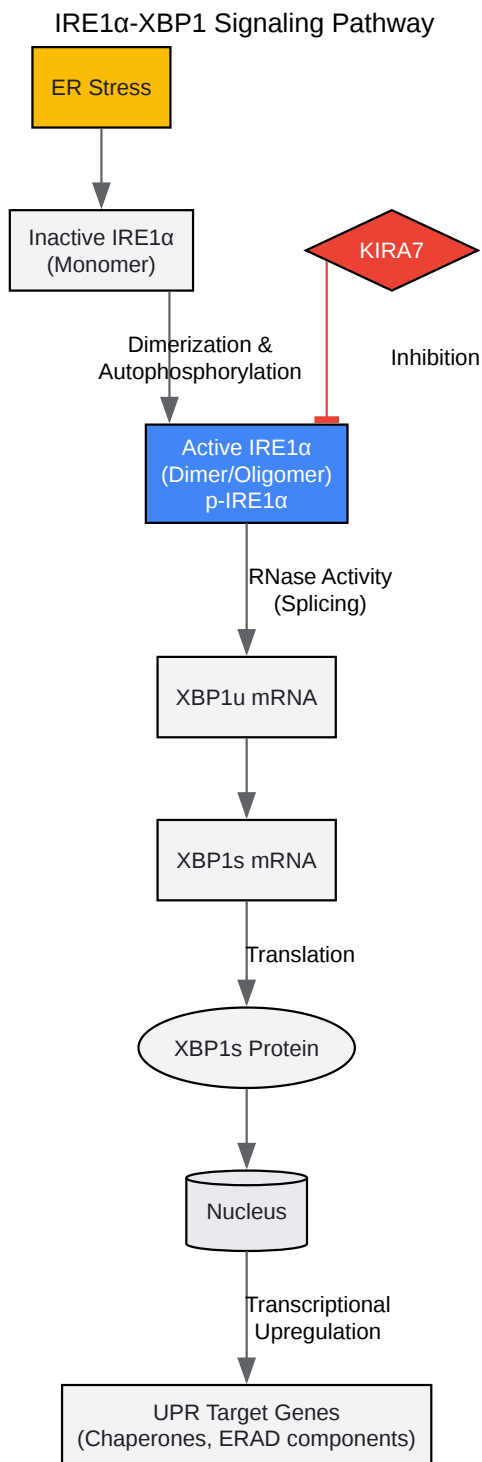 IRE1α-XBP1 Signaling Pathway
ER Stress
Inactive IRE1α
(Monomer)
KIRA7
Dimerization &
Autophosphorylation
Inhibition
Active IRE1α
(Dimer/Oligomer)
p-IRE1α
RNase Activity
(Splicing)
XBP1u mRNA
XBP1s mRNA
Translation
XBP1s Protein
Nucleus
Transcriptional
Upregulation
UPR Target Genes
(Chaperones, ERAD components)